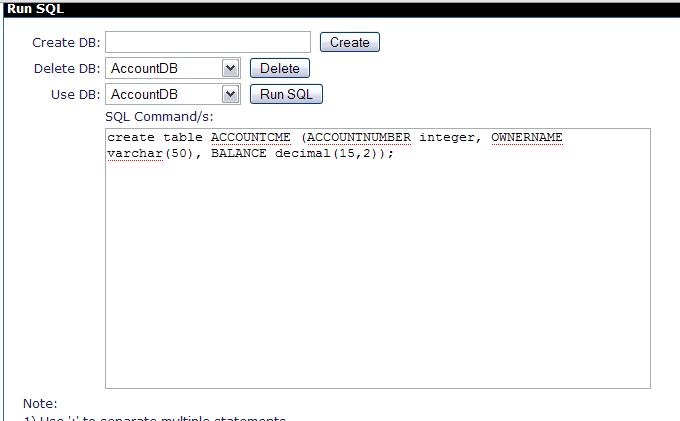 Run SQL
Create DB: Create
Delete DB: AccountDB Delete
Use DB: AccountDB Run SQL
SQL Command/s:
create table ACCOUNTCME (ACCOUNTNUMBER integer, OWNERNAME
varchar(50), BALANCE decimal(15,2));
Note:
1) Use ';' to separate multiple statements